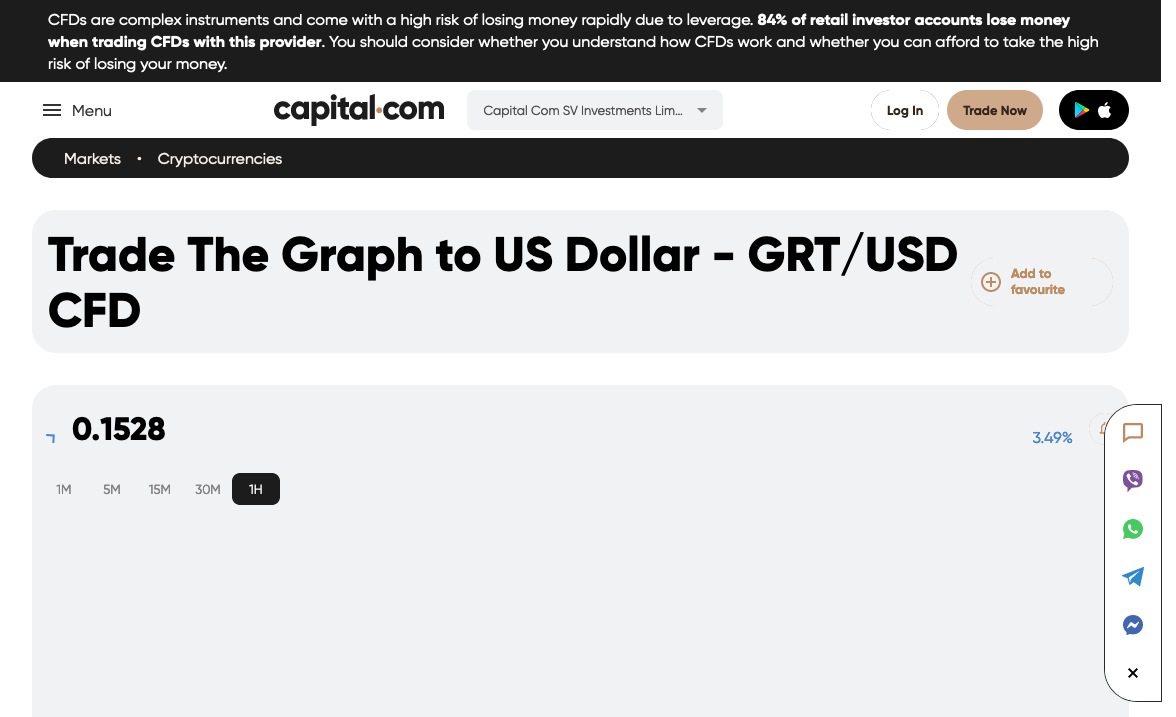 CFDs are complex instruments and come with a high risk of losing money rapidly due to leverage. 84% of retail investor accounts lose money
when trading CFDs with this provider. You should consider whether you understand how CFDs work and whether you can afford to take the high
risk of losing your money.
Menu
capital.com
Capital Com SV Investments Lim...
Log In
Trade Now
Markets • Cryptocurrencies
Trade The Graph to US Dollar - GRT/USD
CFD
Add to
favourite
0.1528
3.49%
1M 5M 15M 30M 1H